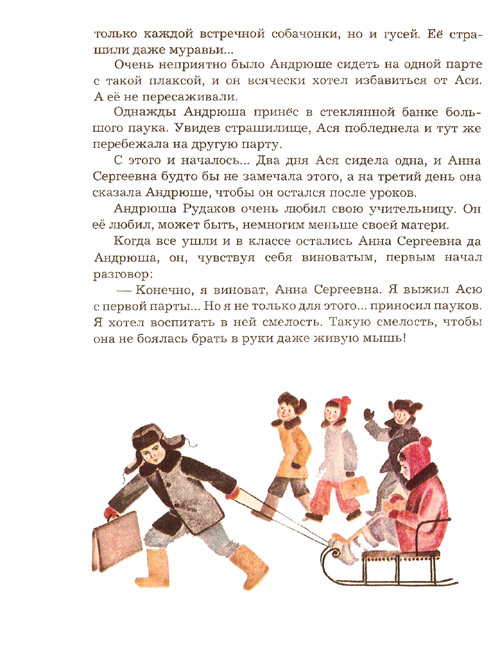 только каждой встречной собачонки, но и гусей. Её стра-
шили даже муравьи...
Очень неприятно было Андрюше сидеть на одной парте
с такой плаксой, и он всячески хотел избавиться от Аси.
А её не пересаживали.
Однажды Андрюша принёс в стеклянной банке боль-
шого паука. Увидев страшилище, Ася побледнела и тут же
перебежала на другую парту.
С этого и началось... Два дня Ася сидела одна, и Анна
Сергеевна будто бы не замечала этого, а на третий день она
сказала Андрюше, чтобы он остался после уроков.
Андрюша Рудаков очень любил свою учительницу. Он
её любил, может быть, немногим меньше своей матери.
Когда все ушли и в классе остались Анна Сергеевна да
Андрюша, он, чувствуя себя виноватым, первым начал
разговор:
— Конечно, я виноват, Анна Сергеевна. Я выжил Асю
с первой парты... Но я не только для этого... приносил пауков.
Я хотел воспитать в ней смелость. Такую смелость, чтобы
она не боялась брать в руки даже живую мышь!